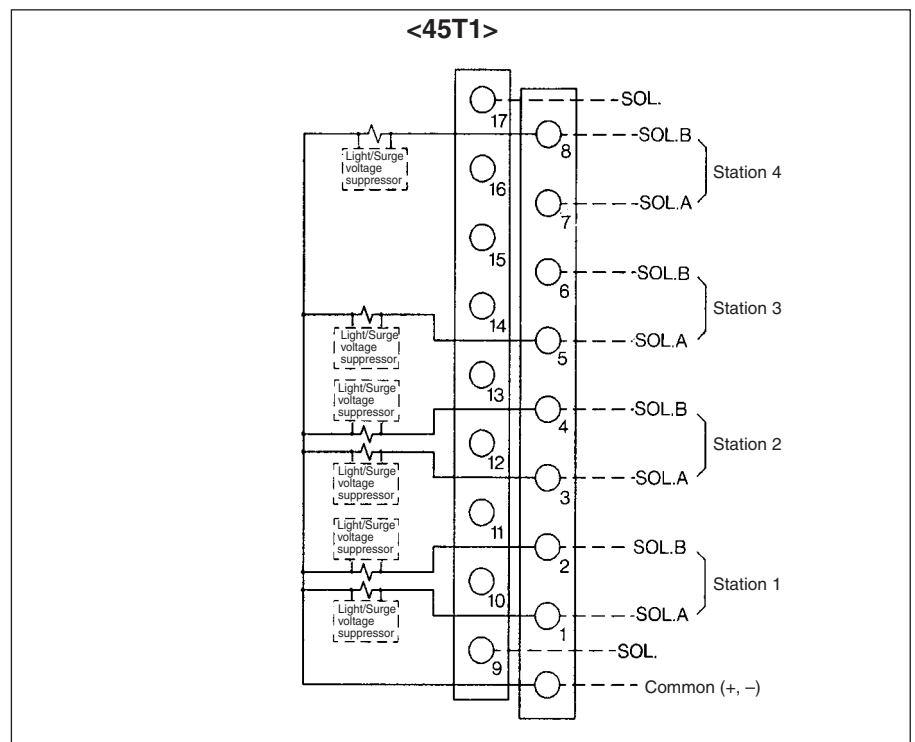 <45T1>
17
SOL.
8
SOL.B
Light/Surge
voltage
suppressor
16
Station 4
7
SOL.A
15
6
SOL.B
14
Station 3
Light/Surge
voltage
suppressor
5
SOL.A
13
Light/Surge
voltage
suppressor
4
SOL.B
12
Station 2
Light/Surge
voltage
suppressor
3
SOL.A
11
Light/Surge
voltage
suppressor
2
SOL.B
10
Station 1
Light/Surge
voltage
suppressor
1
SOL.A
9
SOL.
Common (+, –)